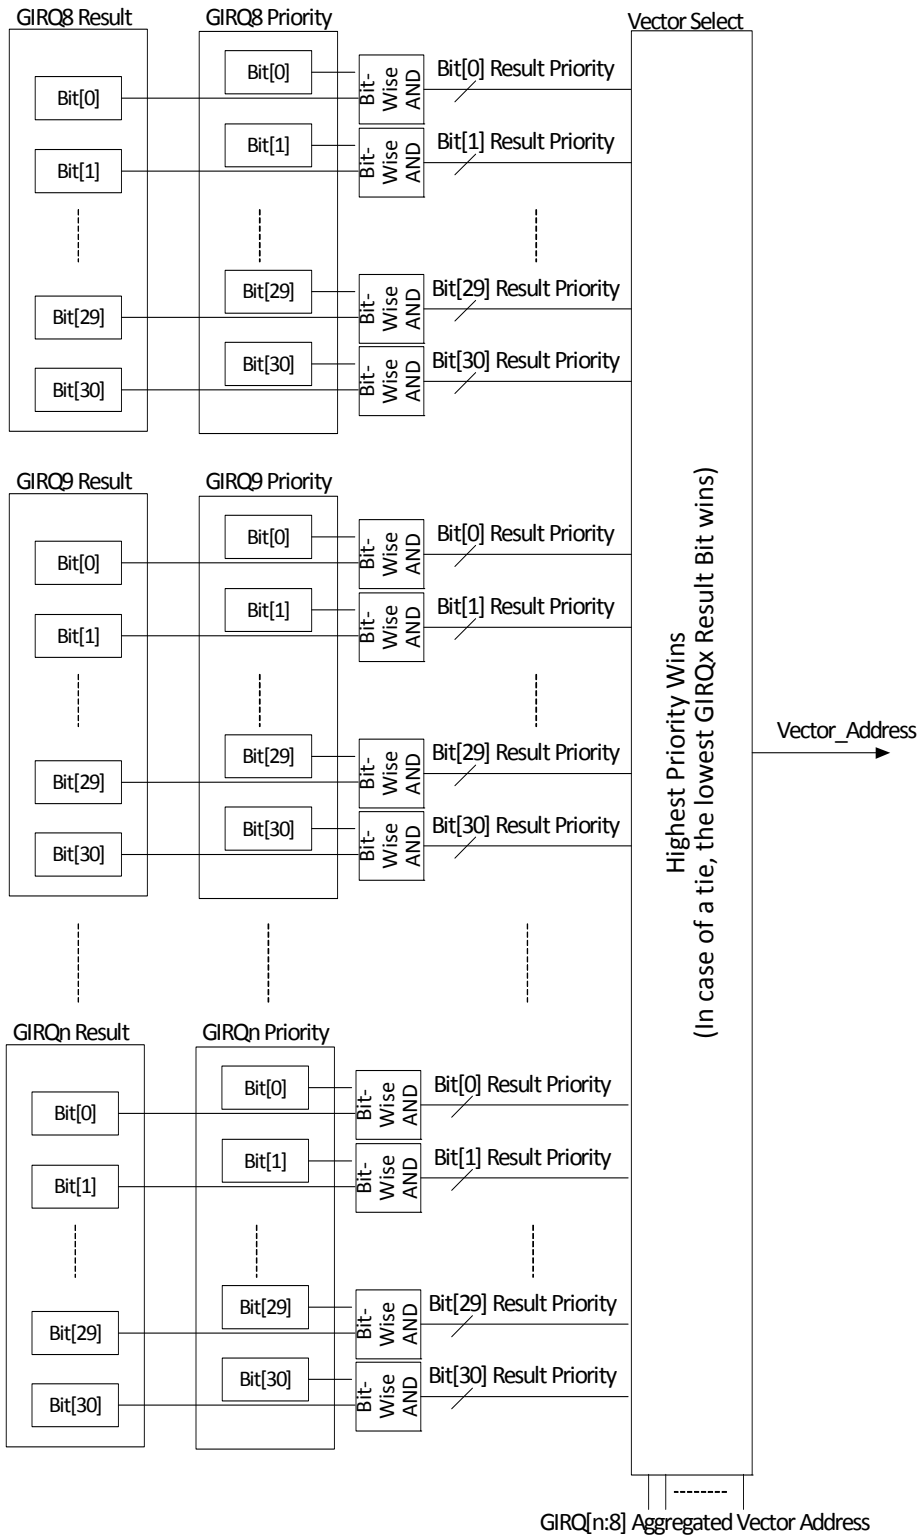 GIRQ8 Result
GIRQ8 Priority
Vector Select
Bit[0]
Bit[0]
Bit-
Wise
AND
Bit[0] Result Priority
Bit[1]
Bit[1]
Bit-
Wise
AND
Bit[1] Result Priority
Bit[29]
Bit[29]
Bit-
Wise
AND
Bit[29] Result Priority
Bit[30]
Bit[30]
Bit-
Wise
AND
Bit[30] Result Priority
GIRQ9 Result
GIRQ9 Priority
Bit[0]
Bit[0]
Bit-
Wise
AND
Bit[0] Result Priority
Bit[1]
Bit[1]
Bit-
Wise
AND
Bit[1] Result Priority
Bit[29]
Bit[29]
Bit-
Wise
AND
Bit[29] Result Priority
Bit[30]
Bit[30]
Bit-
Wise
AND
Bit[30] Result Priority
Highest Priority Wins
(In case of a tie, the lowest GIRQx Result Bit wins)
Vector_Address
GIRQn Result
GIRQn Priority
Bit[0]
Bit[0]
Bit-
Wise
AND
Bit[0] Result Priority
Bit[1]
Bit[1]
Bit-
Wise
AND
Bit[1] Result Priority
Bit[29]
Bit[29]
Bit-
Wise
AND
Bit[29] Result Priority
Bit[30]
Bit[30]
Bit-
Wise
AND
Bit[30] Result Priority
GIRQ[n:8] Aggregated Vector Address